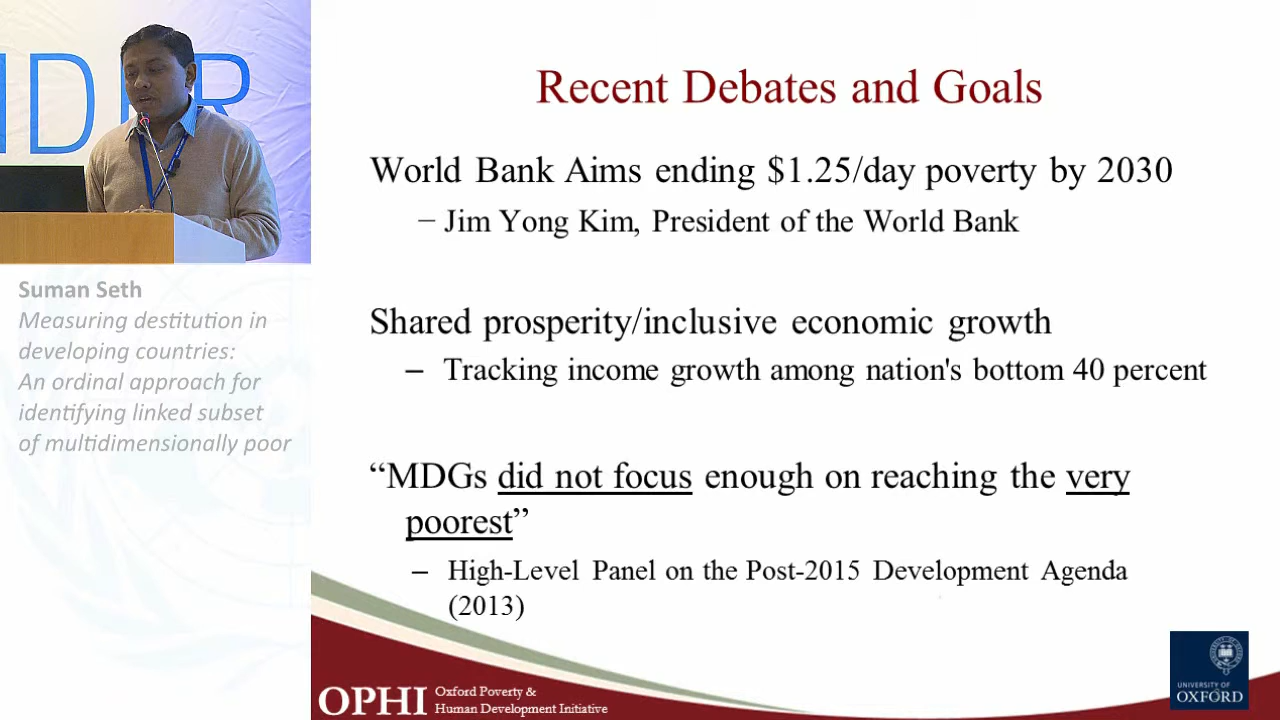 Recent Debates and Goals
World Bank Aims ending $1.25/day poverty by 2030
– Jim Yong Kim, President of the World Bank
Shared prosperity/inclusive economic growth
– Tracking income growth among nation's bottom 40 percent
“MDGs did not focus enough on reaching the very
poorest”
– High-Level Panel on the Post-2015 Development Agenda
(2013)
Suman Seth
Measuring destitution in
developing countries:
An ordinal approach for
identifying linked subset
of multidimensionally poor
OPHI
Oxford Poverty &
Human Development Initiative
UNIVERSITY OF
OXFORD